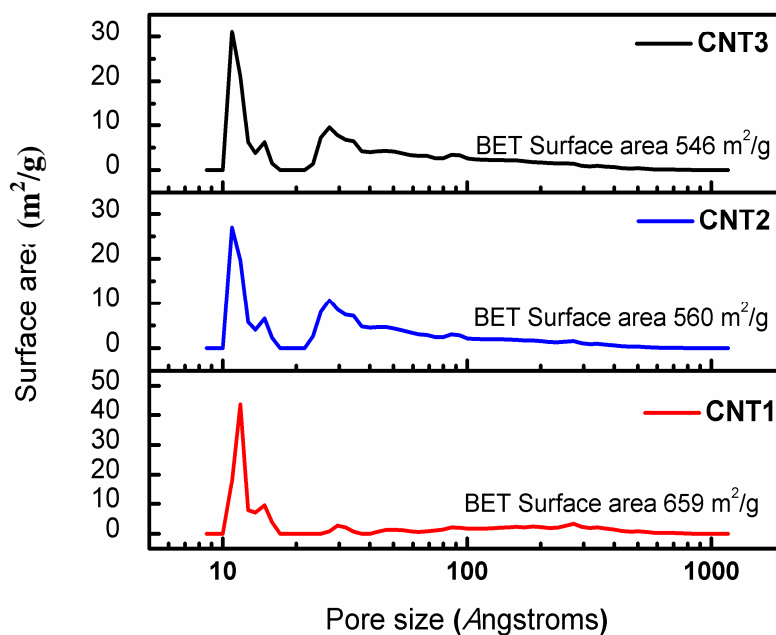 CNT3
30
20
10
0
BET Surface area 546 m²/g
CNT2
30
20
10
0
BET Surface area 560 m²/g
CNT1
50
40
30
20
10
0
BET Surface area 659 m²/g
10 100 1000
Pore size (Angstroms)
Surface area (m²/g)